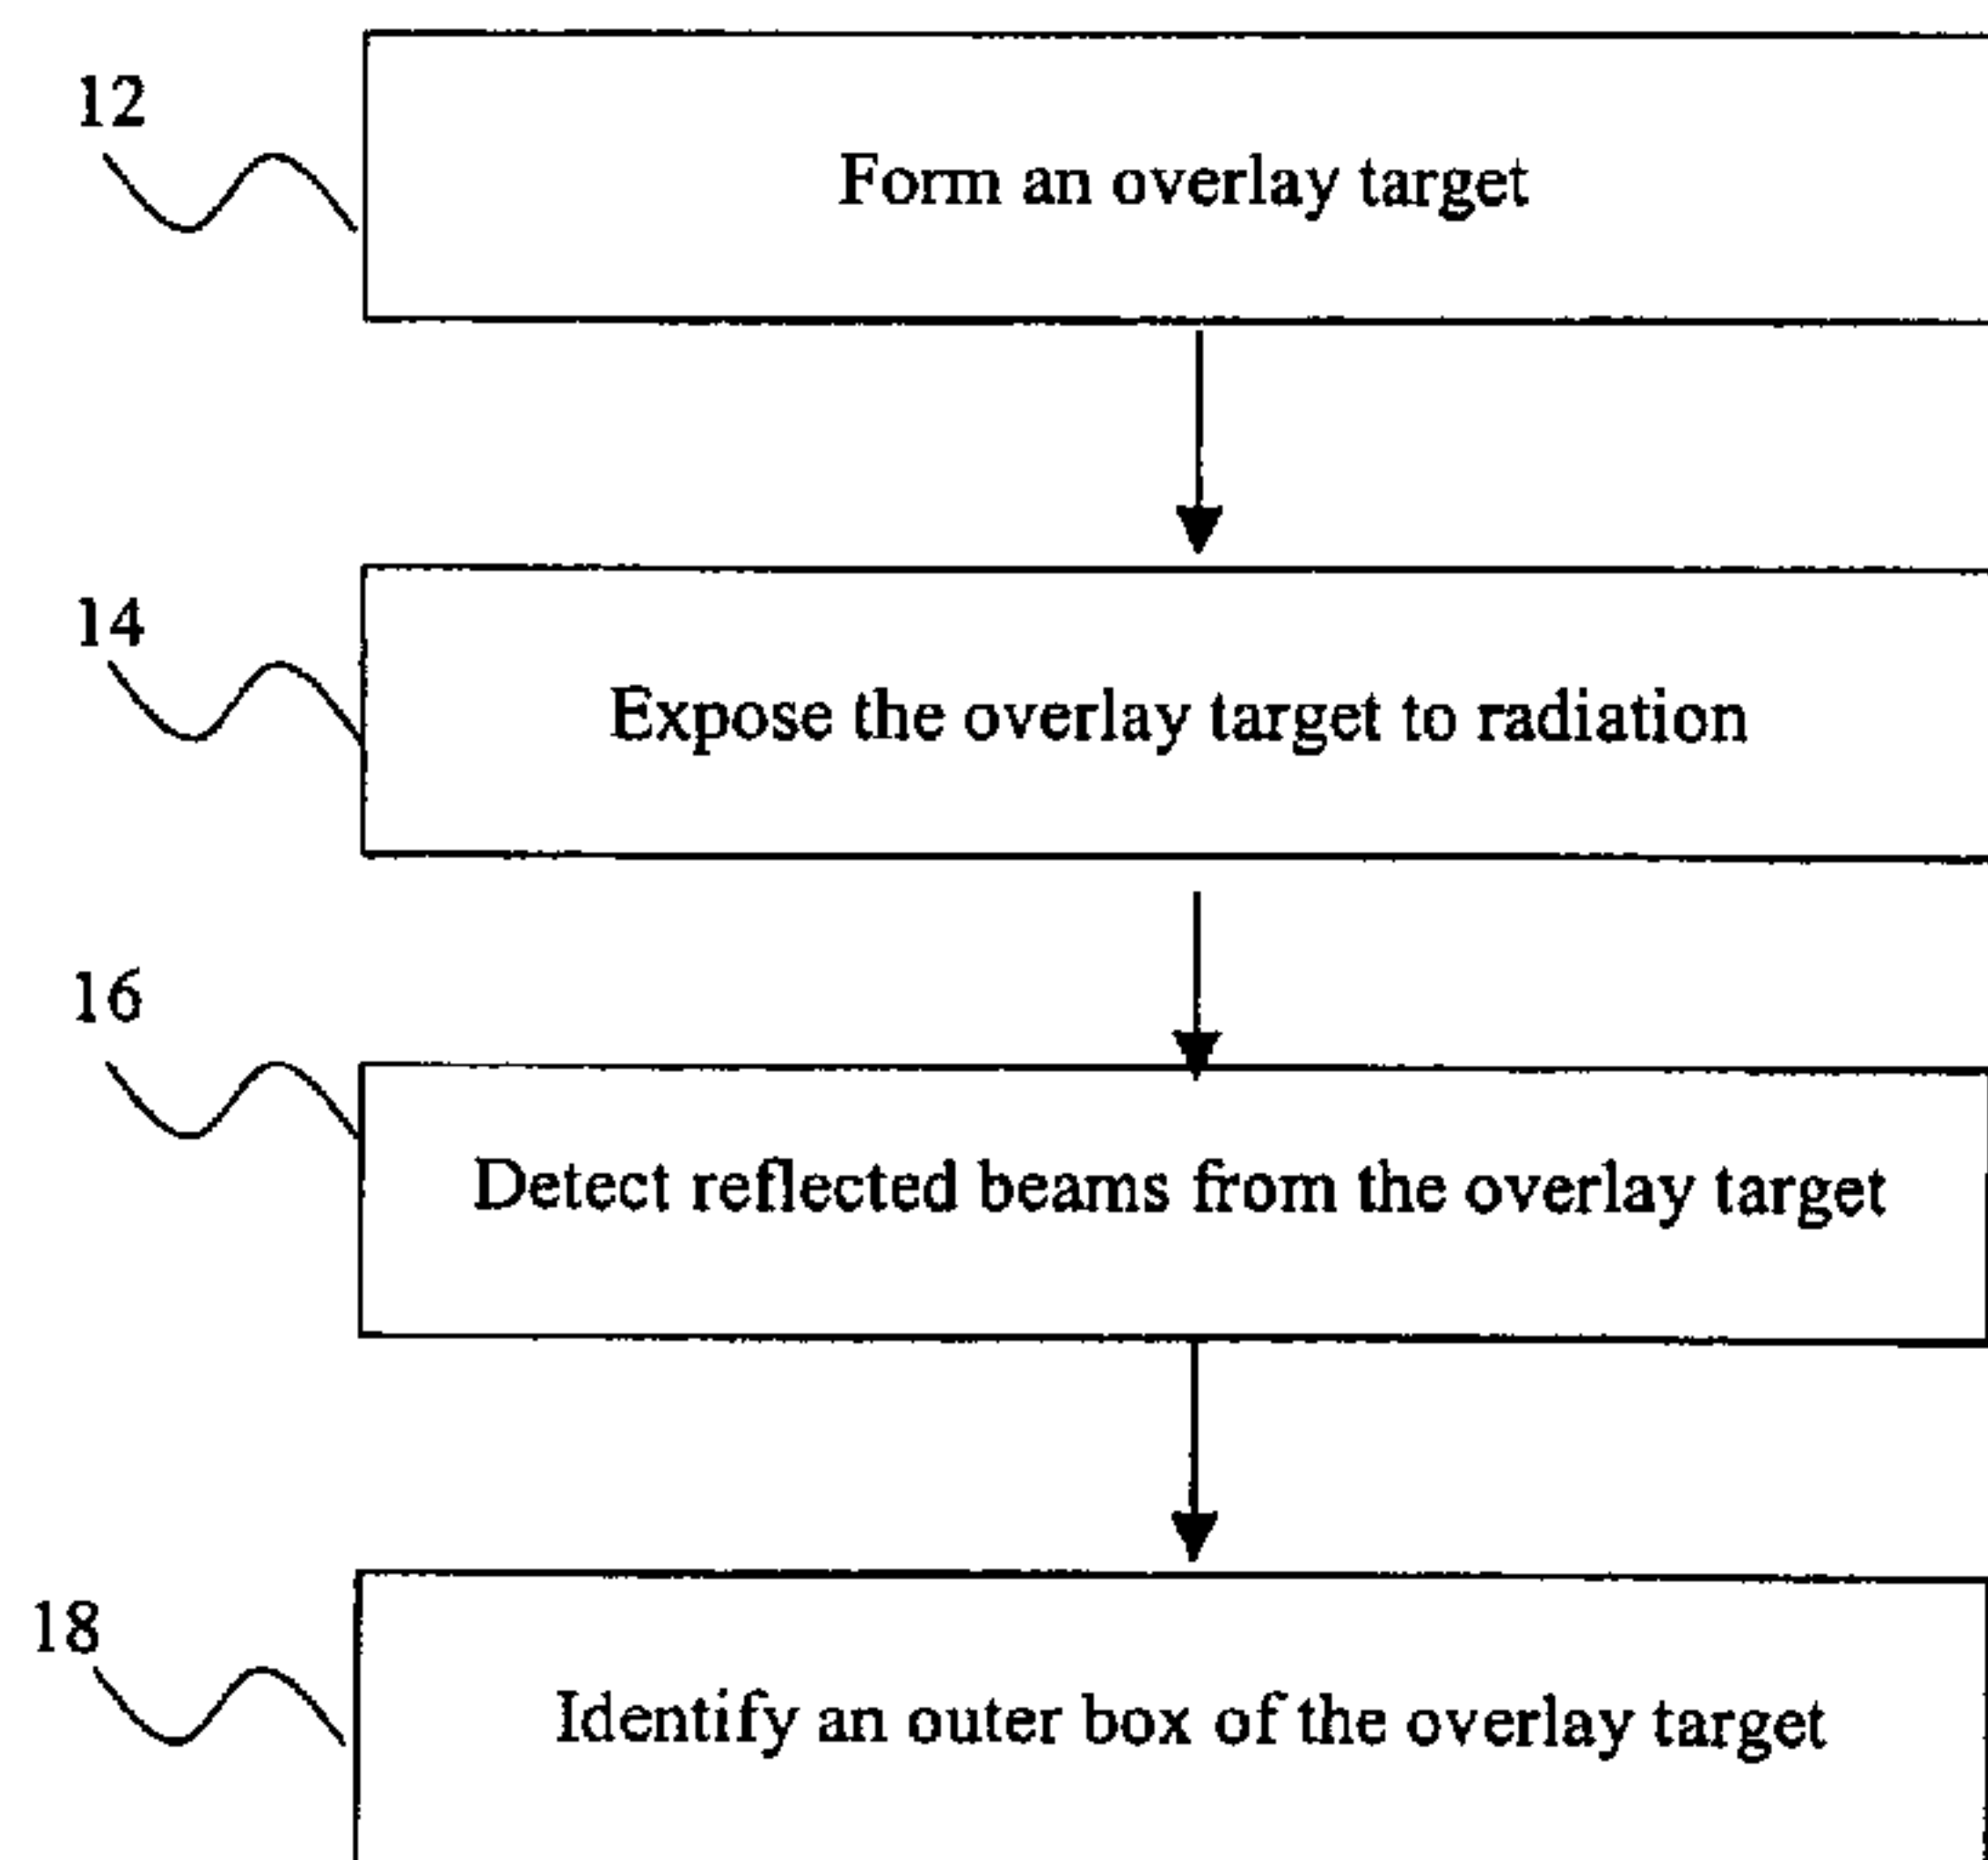 12
Form an overlay target
14
Expose the overlay target to radiation
16
Detect reflected beams from the overlay target
18
Identify an outer box of the overlay target